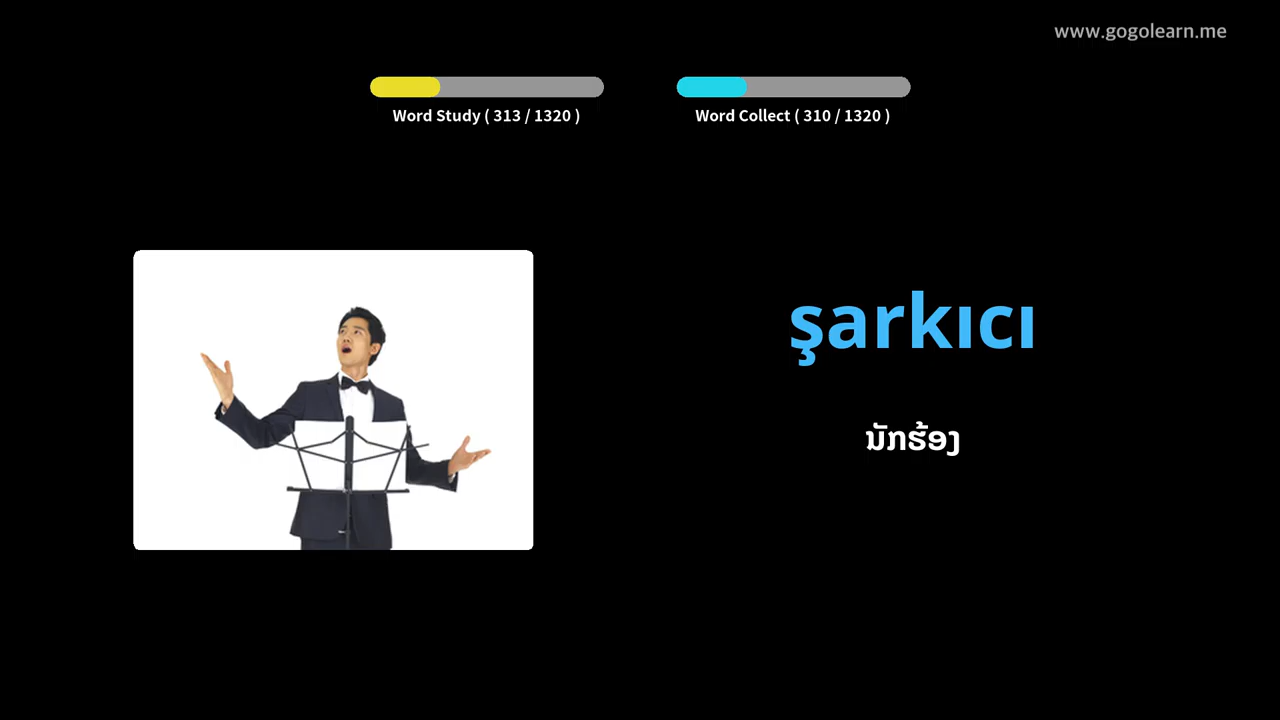 www.gogolearn.me
Word Study ( 313 / 1320 )
Word Collect ( 310 / 1320 )
şarkıcı
ນັກຮ້ອງ